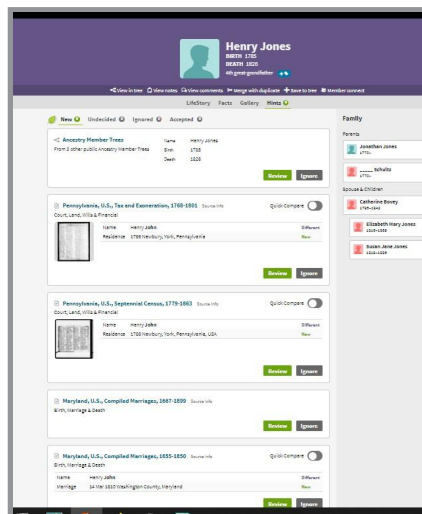 Henry Jones
BIRTH 1785
DEATH 1828
4th great-grandfather
View in tree View notes View comments Merge with duplicate Save to tree Member connect
LifeStory Facts Gallery Hints
New Undecided Ignored Accepted
Ancestry Member Trees
From 3 other public Ancestry Member Trees
Name Henry Jones
Birth 1785
Death 1828
Review Ignore
Pennsylvania, U.S., Tax and Exoneration, 1768-1801 Source Info
Quick Compare
Court, Land, Wills & Financial
Name Henry John Different
Residence 1786 Newbury, York, Pennsylvania New
Review Ignore
Pennsylvania, U.S., Septennial Census, 1779-1863 Source Info
Quick Compare
Court, Land, Wills & Financial
Name Henry John Different
Residence 1786 Newbury, York, Pennsylvania, USA New
Review Ignore
Maryland, U.S., Compiled Marriages, 1667-1899 Source Info
Birth, Marriage & Death
Review Ignore
Maryland, U.S., Compiled Marriages, 1655-1850 Source Info
Quick Compare
Birth, Marriage & Death
Name Henry John Different
Marriage 14 Mar 1810 Washington County, Maryland New
Review Ignore
Family
Parents
Jonathan Jones
Schultz
Spouse & Children
Catherine Bovey
Elizabeth Mary Jones
Susan Jane Jones